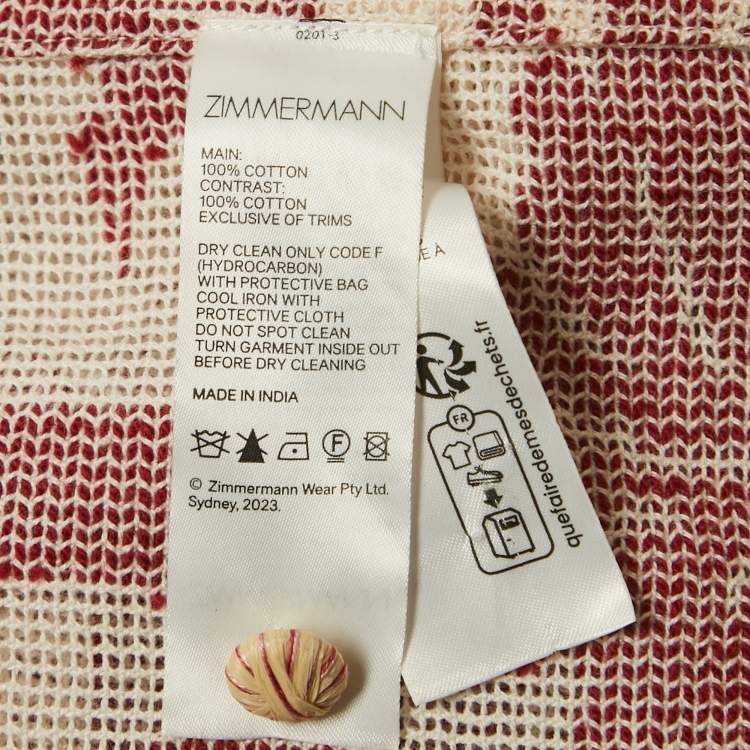 0201-3
ZIMMERMANN
MAIN:
100% COTTON
CONTRAST:
100% COTTON
EXCLUSIVE OF TRIMS
DRY CLEAN ONLY CODE F
(HYDROCARBON)
WITH PROTECTIVE BAG
COOL IRON WITH
PROTECTIVE CLOTH
DO NOT SPOT CLEAN
TURN GARMENT INSIDE OUT
BEFORE DRY CLEANING
MADE IN INDIA
F
© Zimmermann Wear Pty Ltd.
Sydney, 2023.
E À
FR
quefairedemesdechets.fr